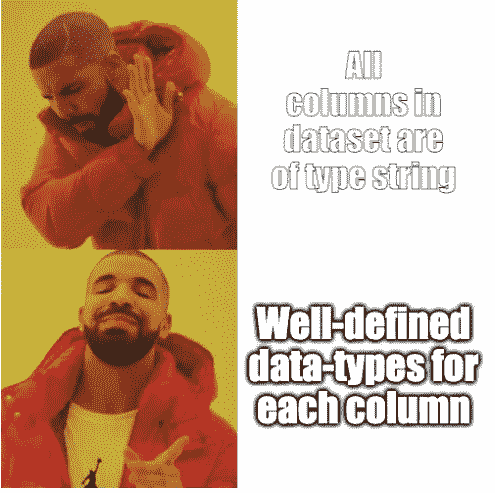 All
columns in
dataset are
of type string
Well-defined
data-types for
each column